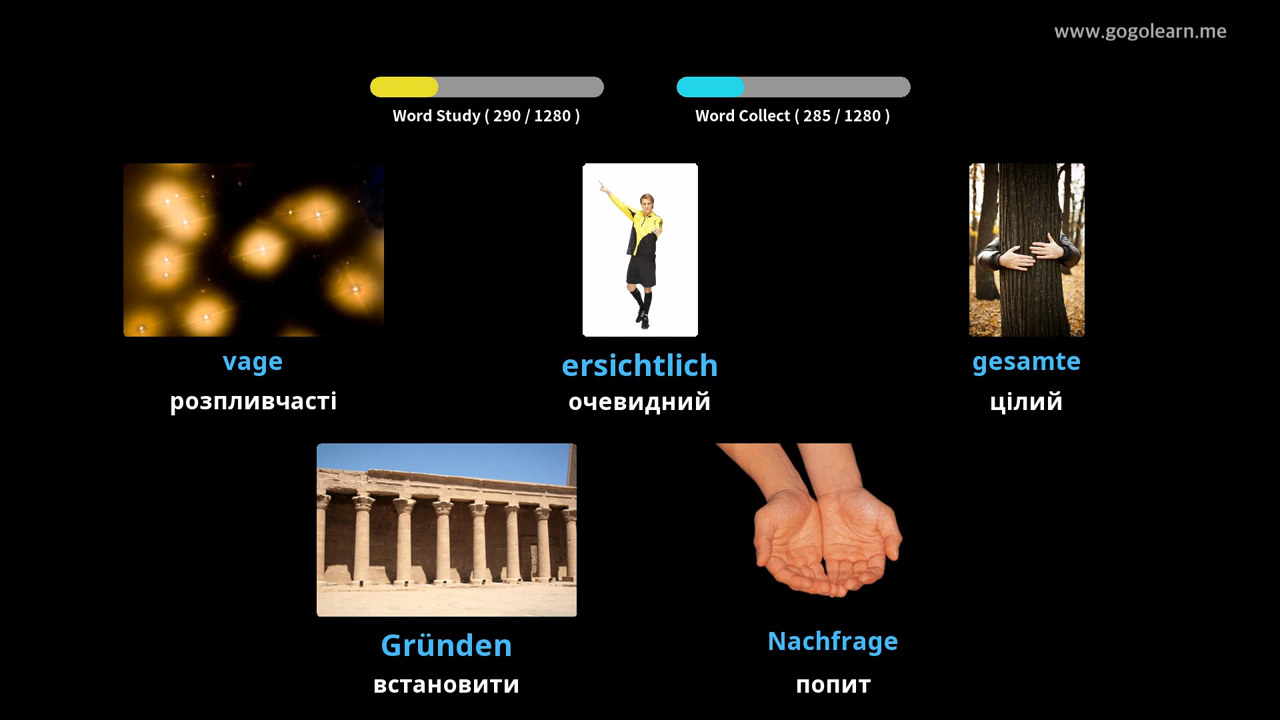 www.gogolearn.me
Word Study ( 290 / 1280 )
Word Collect ( 285 / 1280 )
vage
розпливчасті
ersichtlich
очевидний
gesamte
цілий
Gründen
встановити
Nachfrage
попит